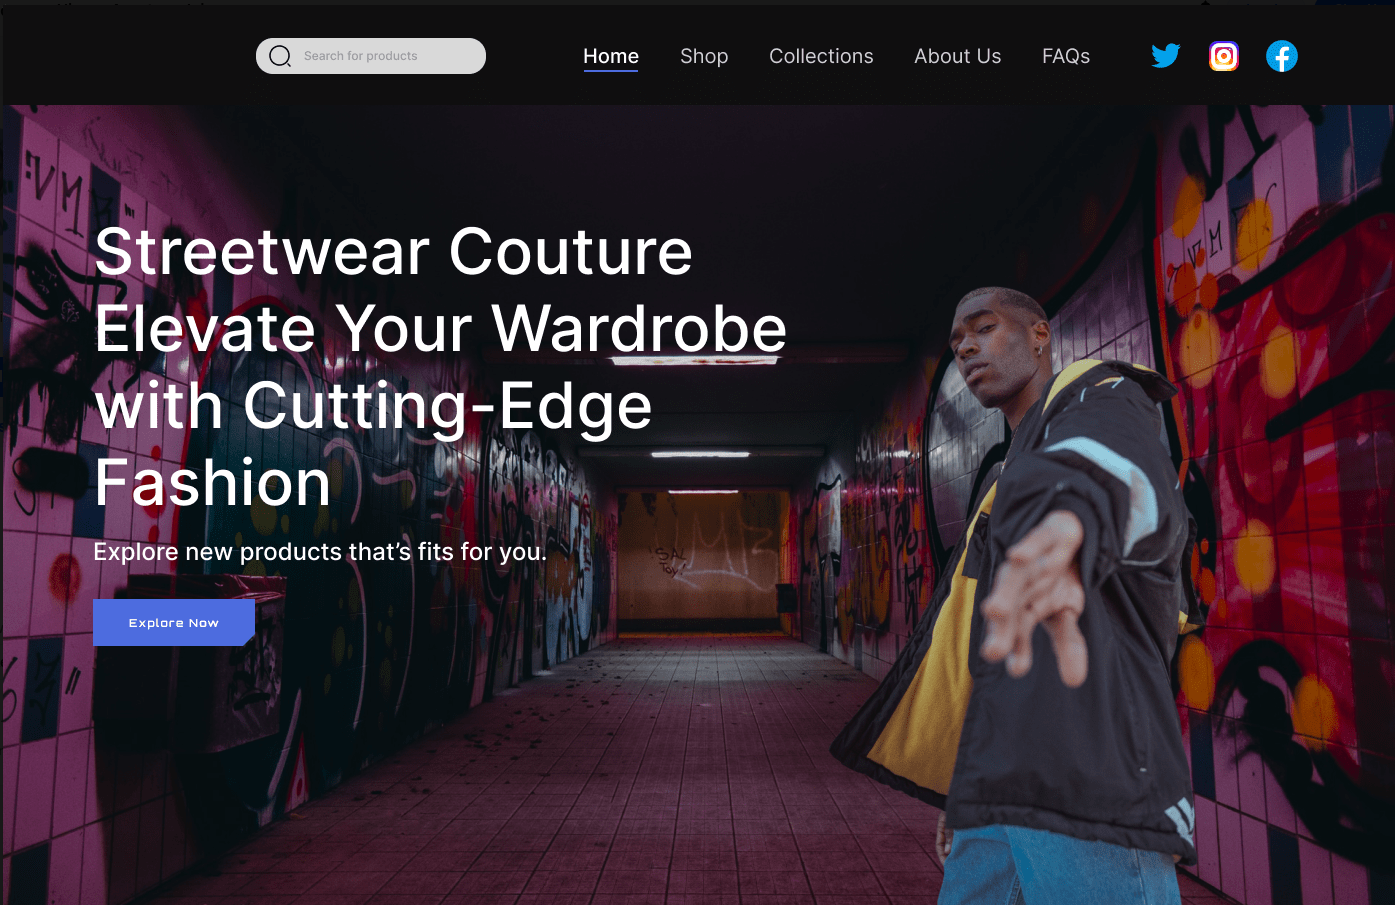 Search for products
Home
Shop
Collections
About Us
FAQs
Streetwear Couture
Elevate Your Wardrobe
with Cutting-Edge
Fashion
Explore new products that’s fits for you.
Explore Now